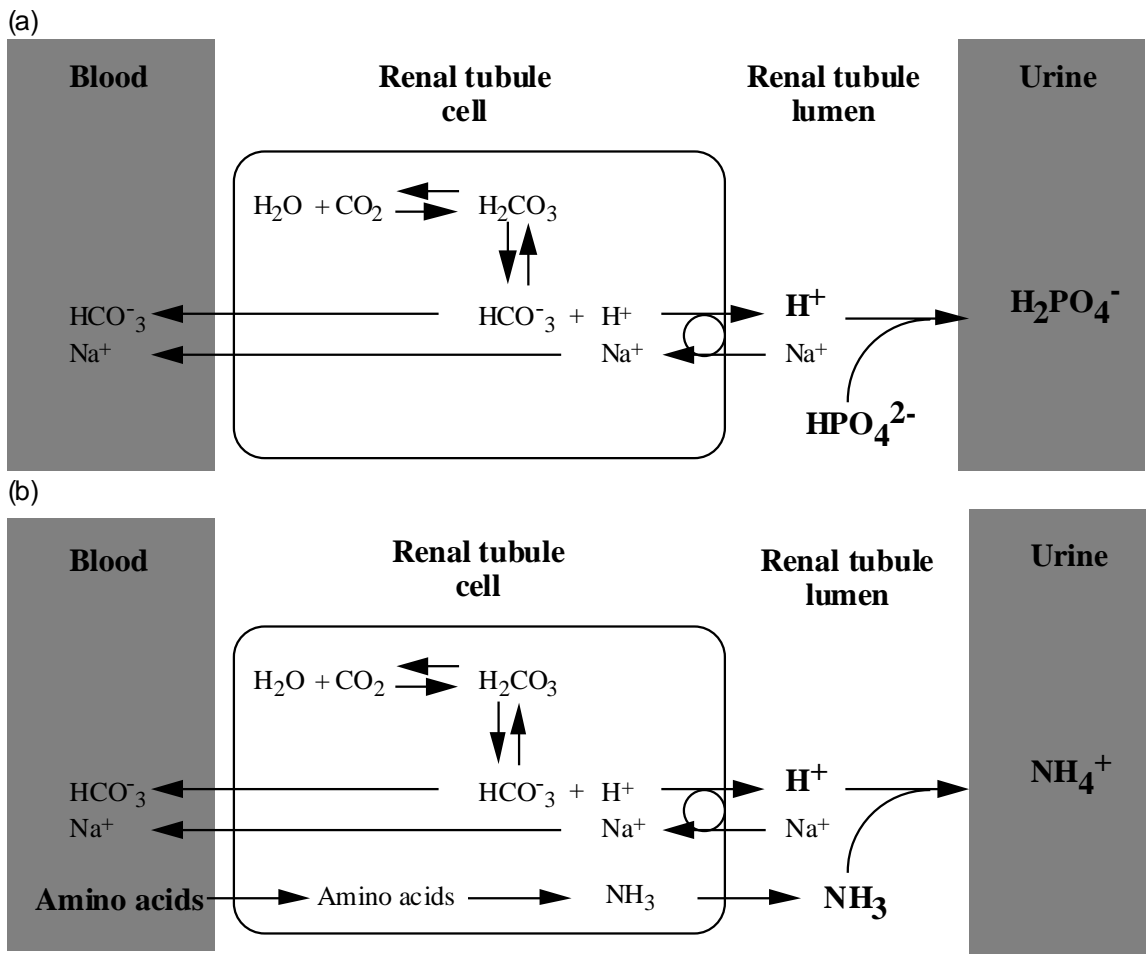 (a)
Blood
Renal tubule
cell
Renal tubule
lumen
Urine
H₂O + CO₂
H₂CO₃
HCO⁻₃
HCO⁻₃ + H⁺
H⁺
H₂PO₄⁻
Na⁺
Na⁺
Na⁺
HPO₄²⁻
(b)
Blood
Renal tubule
cell
Renal tubule
lumen
Urine
H₂O + CO₂
H₂CO₃
HCO⁻₃
HCO⁻₃ + H⁺
H⁺
NH₄⁺
Na⁺
Na⁺
Na⁺
Amino acids
Amino acids
NH₃
NH₃